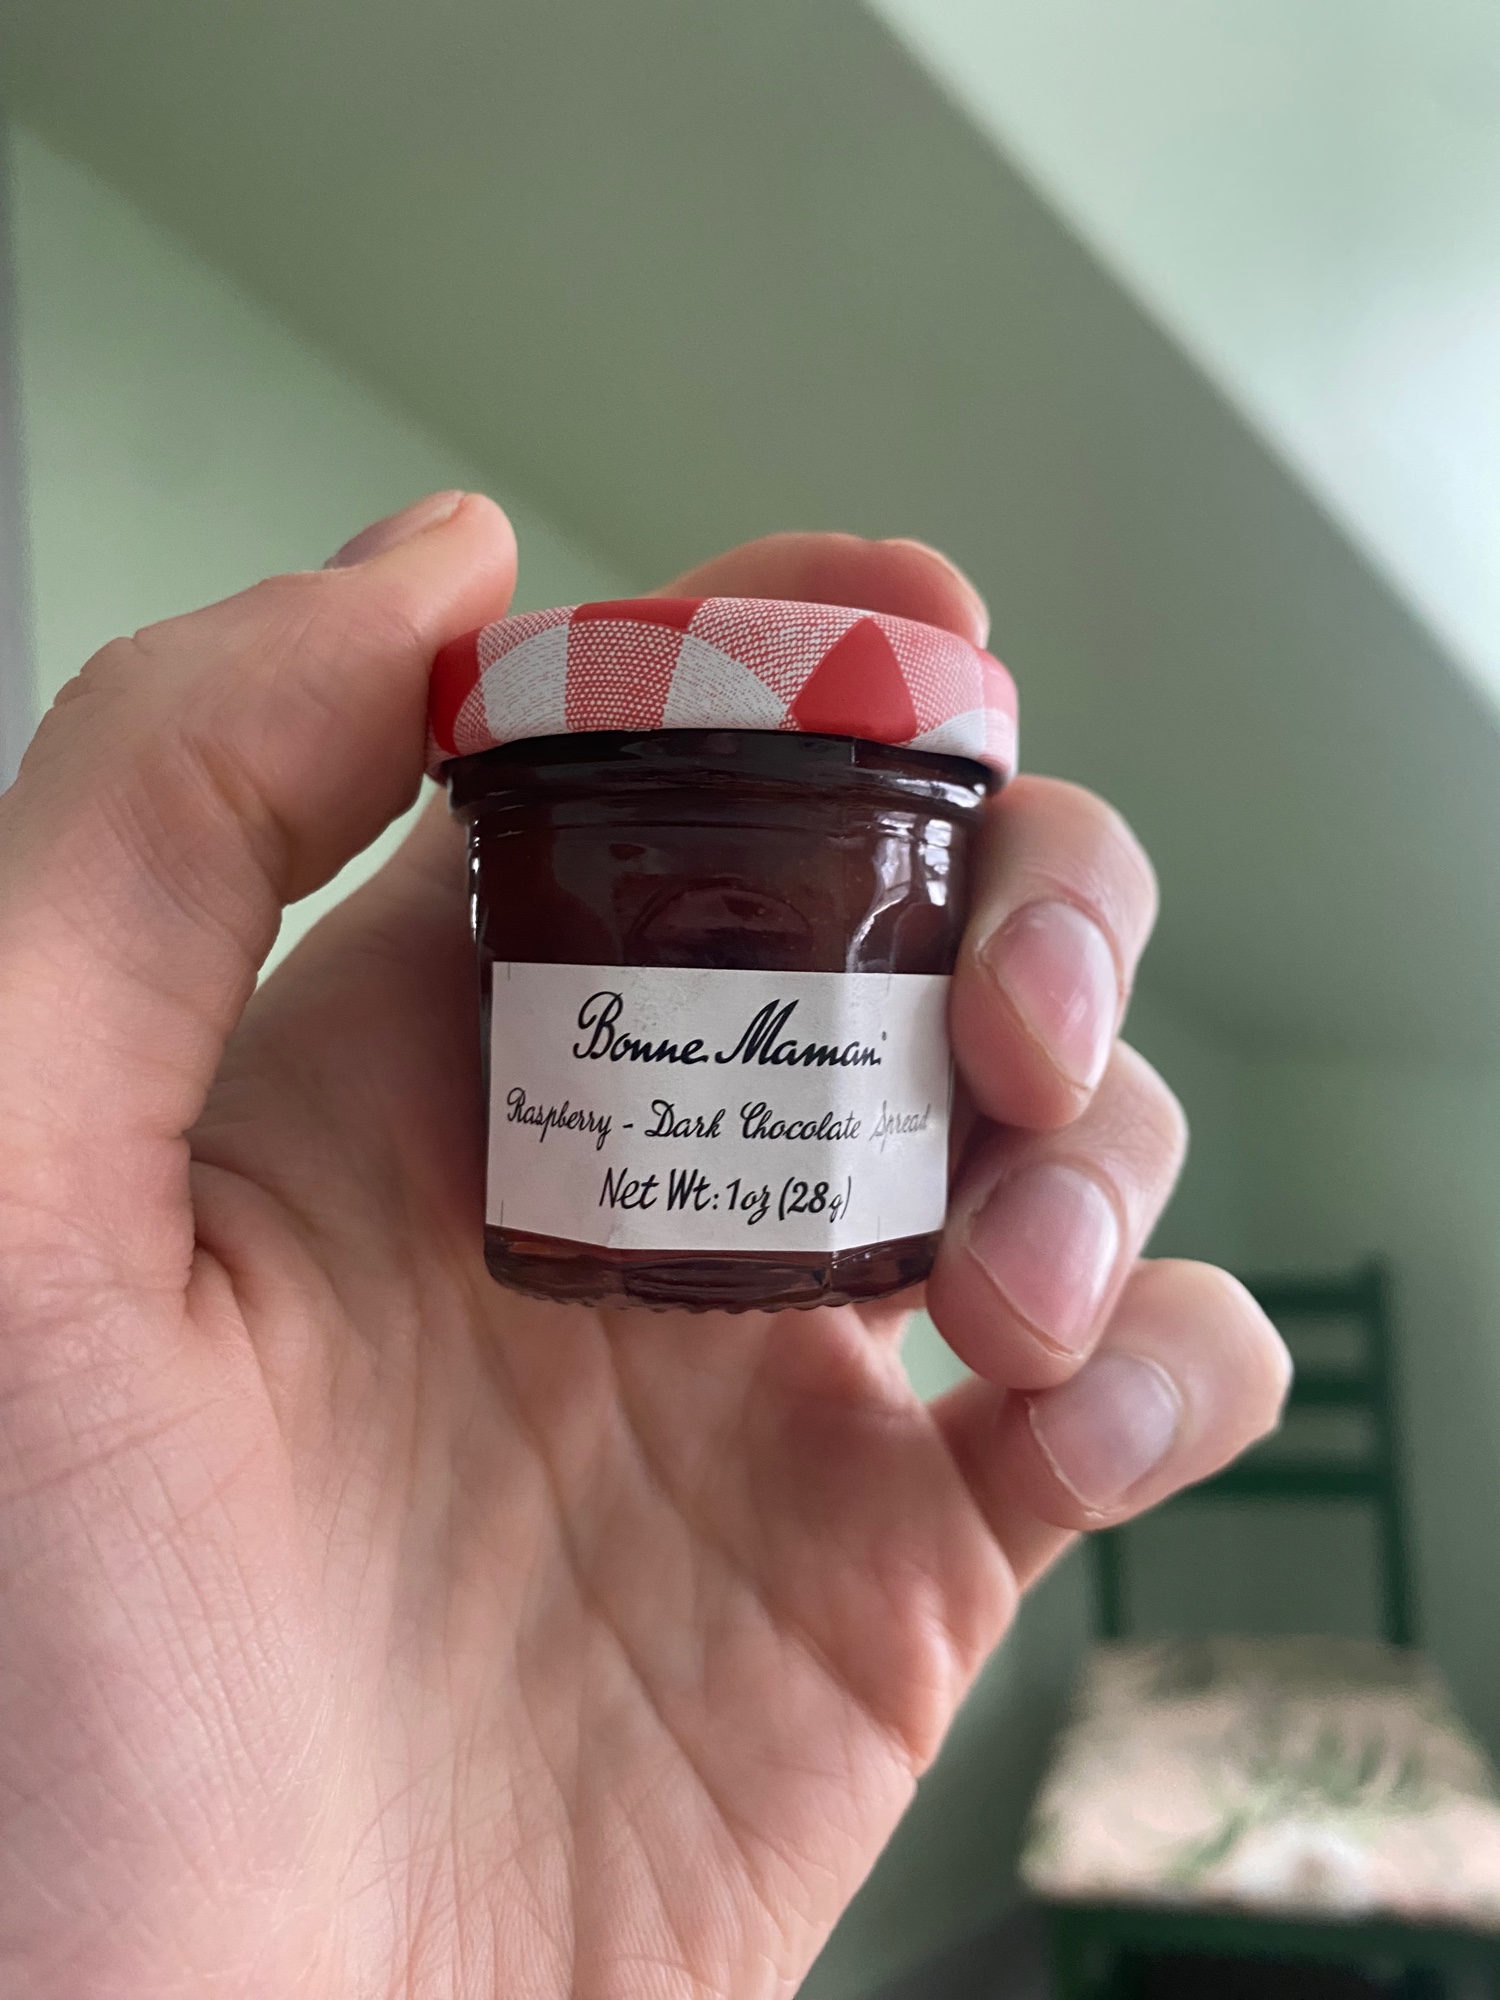 Bonne Maman®
Raspberry - Dark Chocolate Spread
Net Wt: 1oz (28g)